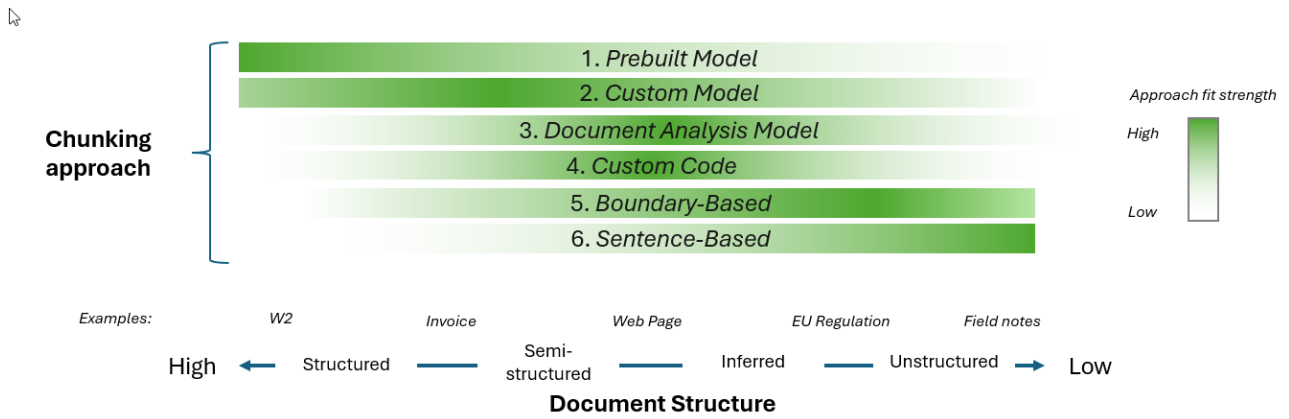 1. Prebuilt Model
2. Custom Model
3. Document Analysis Model
4. Custom Code
5. Boundary-Based
6. Sentence-Based
Chunking
approach
Approach fit strength
High
Low
Examples:
W2
Invoice
Web Page
EU Regulation
Field notes
High
Structured
Semi-
structured
Inferred
Unstructured
Low
Document Structure